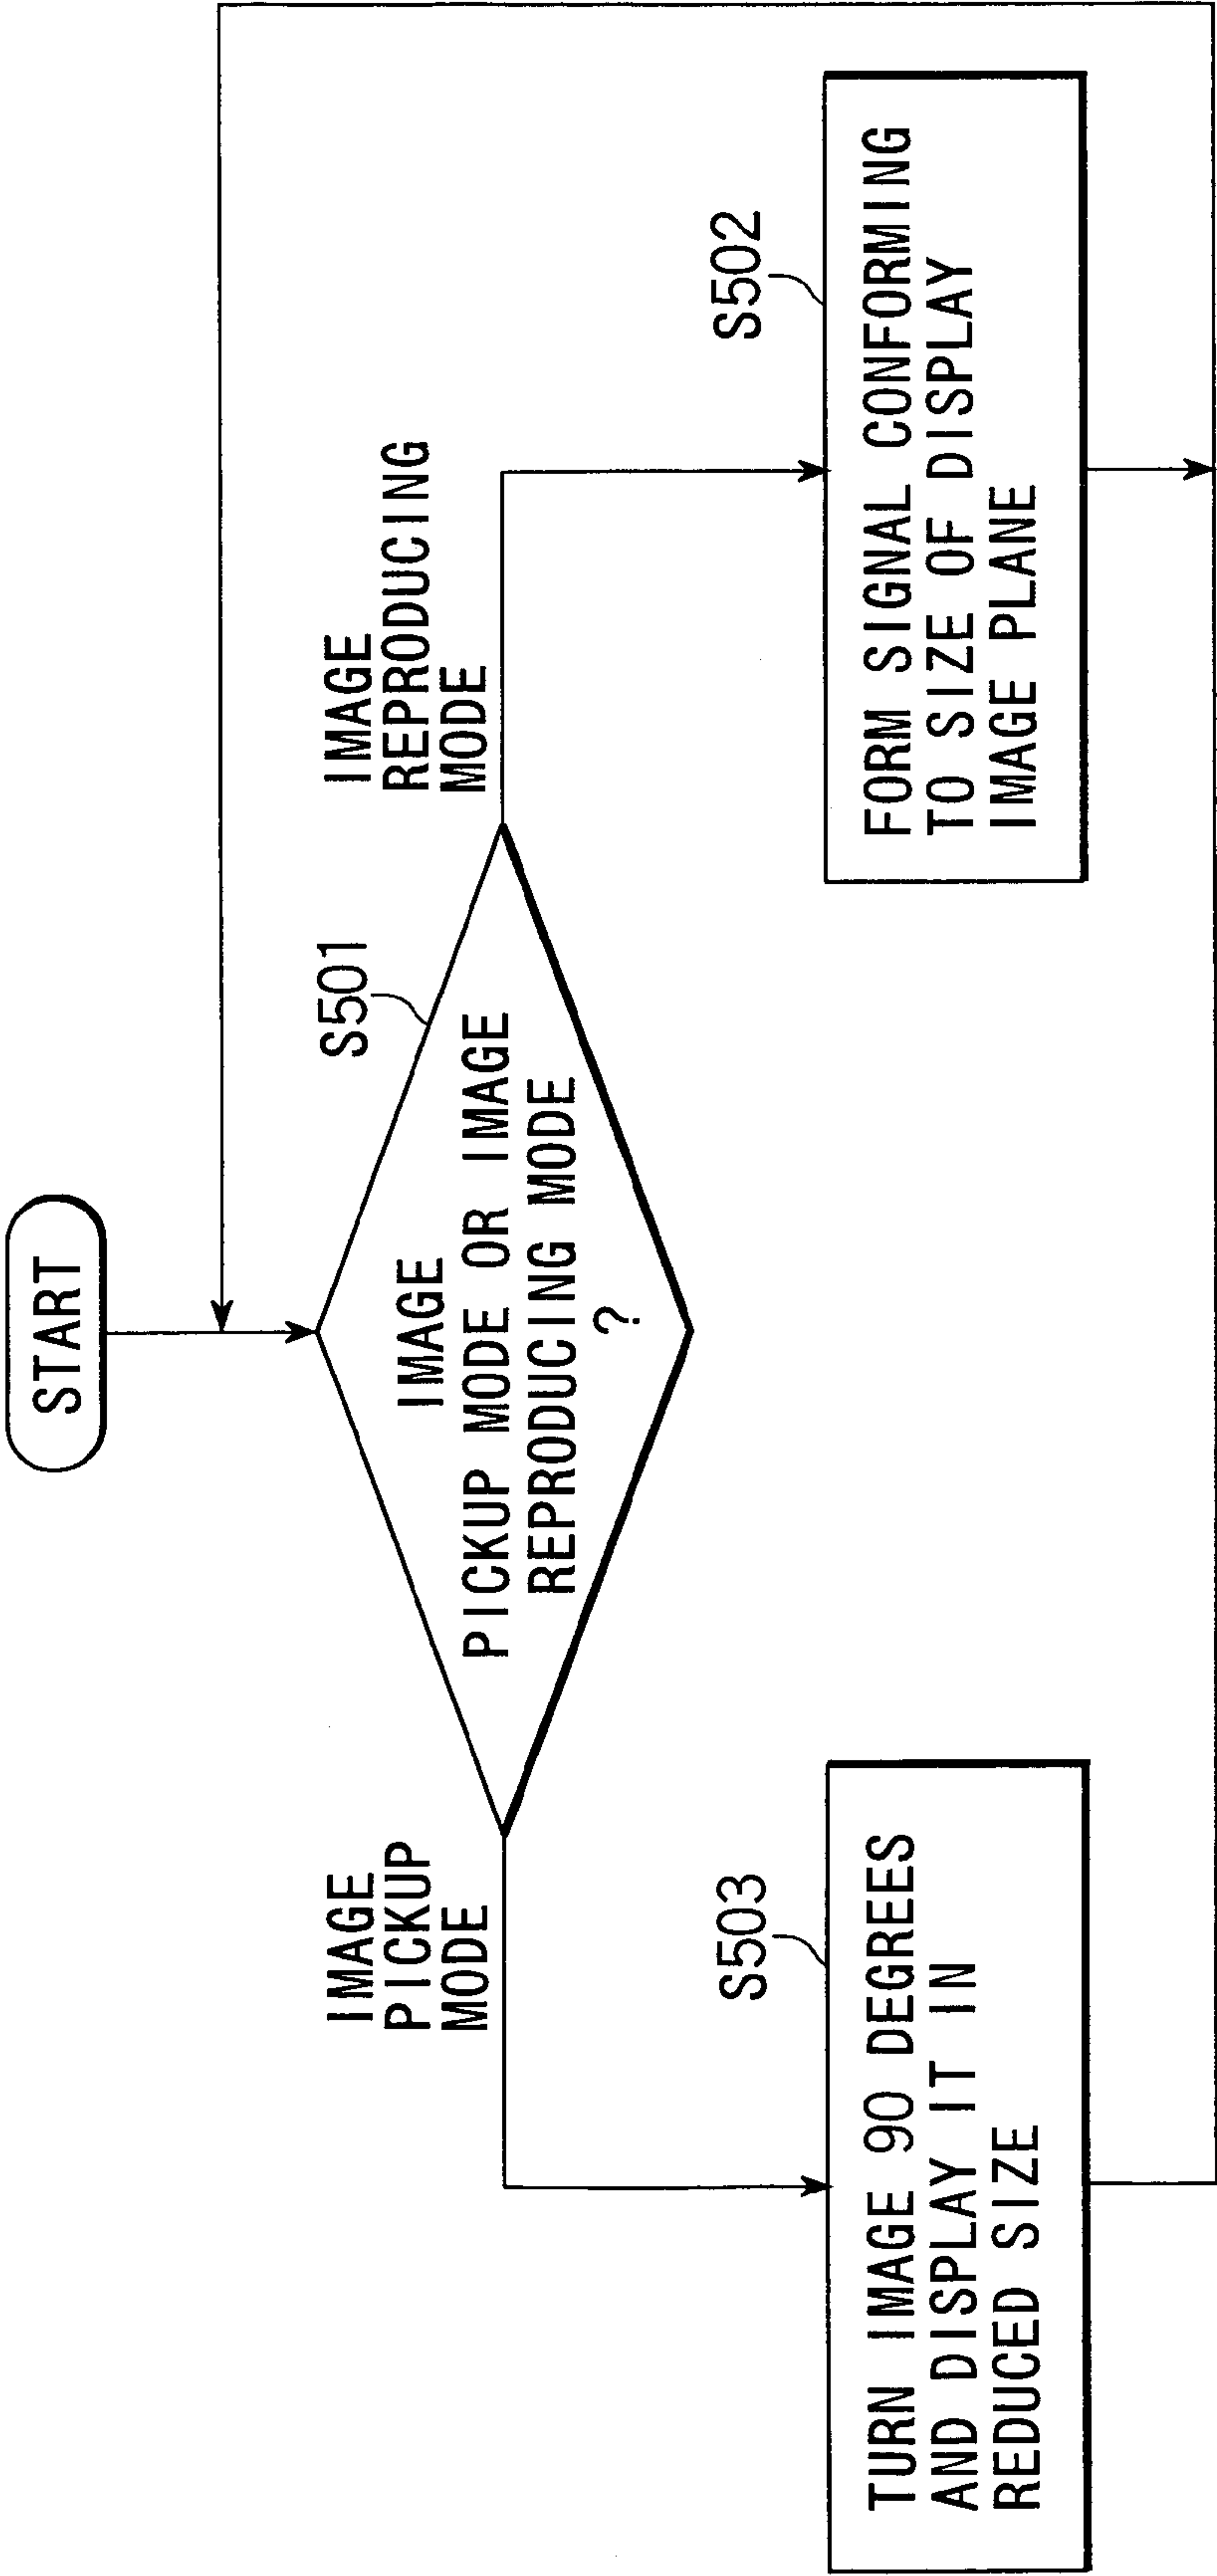 START
S501
IMAGE
PICKUP MODE OR IMAGE
REPRODUCING MODE
?
IMAGE
PICKUP
MODE
IMAGE
REPRODUCING
MODE
S503
TURN IMAGE 90 DEGREES
AND DISPLAY IT IN
REDUCED SIZE
S502
FORM SIGNAL CONFORMING
TO SIZE OF DISPLAY
IMAGE PLANE